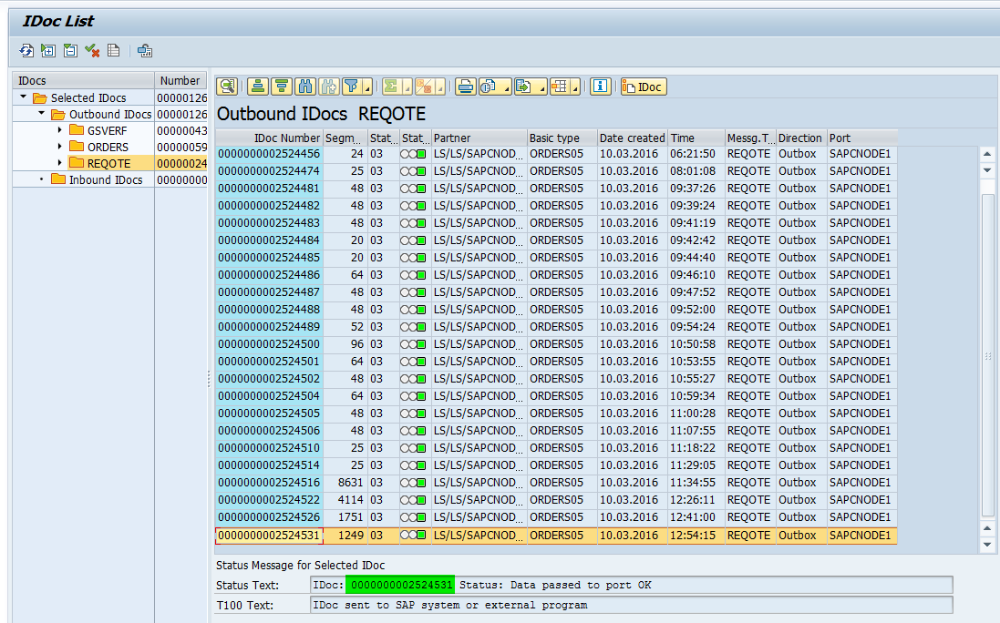 IDoc List
IDocs Number
Selected IDocs 00000126
Outbound IDocs 00000126
GSVERF 00000043
ORDERS 00000059
REQOTE 00000024
Inbound IDocs 00000000
IDoc
Outbound IDocs REQOTE
IDoc Number Segm... Stat... Stat... Partner Basic type Date created Time Messg.T... Direction Port
0000000002524456 24 03 LS/LS/SAPCNOD... ORDERS05 10.03.2016 06:21:50 REQOTE Outbox SAPCNODE1
0000000002524474 25 03 LS/LS/SAPCNOD... ORDERS05 10.03.2016 08:01:08 REQOTE Outbox SAPCNODE1
0000000002524481 48 03 LS/LS/SAPCNOD... ORDERS05 10.03.2016 09:37:26 REQOTE Outbox SAPCNODE1
0000000002524482 48 03 LS/LS/SAPCNOD... ORDERS05 10.03.2016 09:39:24 REQOTE Outbox SAPCNODE1
0000000002524483 48 03 LS/LS/SAPCNOD... ORDERS05 10.03.2016 09:41:19 REQOTE Outbox SAPCNODE1
0000000002524484 20 03 LS/LS/SAPCNOD... ORDERS05 10.03.2016 09:42:42 REQOTE Outbox SAPCNODE1
0000000002524485 20 03 LS/LS/SAPCNOD... ORDERS05 10.03.2016 09:44:40 REQOTE Outbox SAPCNODE1
0000000002524486 64 03 LS/LS/SAPCNOD... ORDERS05 10.03.2016 09:46:10 REQOTE Outbox SAPCNODE1
0000000002524487 48 03 LS/LS/SAPCNOD... ORDERS05 10.03.2016 09:47:52 REQOTE Outbox SAPCNODE1
0000000002524488 48 03 LS/LS/SAPCNOD... ORDERS05 10.03.2016 09:52:00 REQOTE Outbox SAPCNODE1
0000000002524489 52 03 LS/LS/SAPCNOD... ORDERS05 10.03.2016 09:54:24 REQOTE Outbox SAPCNODE1
0000000002524500 96 03 LS/LS/SAPCNOD... ORDERS05 10.03.2016 10:50:58 REQOTE Outbox SAPCNODE1
0000000002524501 64 03 LS/LS/SAPCNOD... ORDERS05 10.03.2016 10:53:55 REQOTE Outbox SAPCNODE1
0000000002524502 48 03 LS/LS/SAPCNOD... ORDERS05 10.03.2016 10:55:27 REQOTE Outbox SAPCNODE1
0000000002524504 64 03 LS/LS/SAPCNOD... ORDERS05 10.03.2016 10:59:34 REQOTE Outbox SAPCNODE1
0000000002524505 48 03 LS/LS/SAPCNOD... ORDERS05 10.03.2016 11:00:28 REQOTE Outbox SAPCNODE1
0000000002524506 48 03 LS/LS/SAPCNOD... ORDERS05 10.03.2016 11:07:55 REQOTE Outbox SAPCNODE1
0000000002524510 25 03 LS/LS/SAPCNOD... ORDERS05 10.03.2016 11:18:22 REQOTE Outbox SAPCNODE1
0000000002524514 25 03 LS/LS/SAPCNOD... ORDERS05 10.03.2016 11:29:05 REQOTE Outbox SAPCNODE1
0000000002524516 8631 03 LS/LS/SAPCNOD... ORDERS05 10.03.2016 11:34:55 REQOTE Outbox SAPCNODE1
0000000002524522 4114 03 LS/LS/SAPCNOD... ORDERS05 10.03.2016 12:26:11 REQOTE Outbox SAPCNODE1
0000000002524526 1751 03 LS/LS/SAPCNOD... ORDERS05 10.03.2016 12:41:00 REQOTE Outbox SAPCNODE1
0000000002524531 1249 03 LS/LS/SAPCNOD... ORDERS05 10.03.2016 12:54:15 REQOTE Outbox SAPCNODE1
Status Message for Selected IDoc
Status Text: IDoc: 0000000002524531 Status: Data passed to port OK
T100 Text: IDoc sent to SAP system or external program